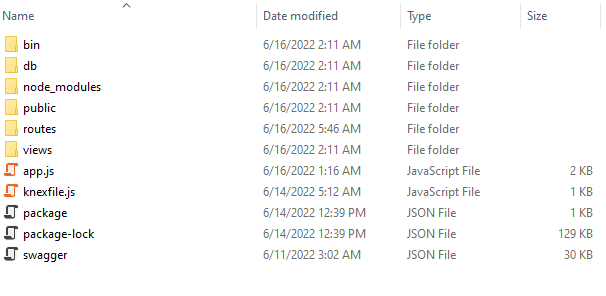 Name Date modified Type Size
bin 6/16/2022 2:11 AM File folder
db 6/16/2022 2:11 AM File folder
node_modules 6/16/2022 2:11 AM File folder
public 6/16/2022 2:11 AM File folder
routes 6/16/2022 5:46 AM File folder
views 6/16/2022 2:11 AM File folder
app.js 6/16/2022 1:16 AM JavaScript File 2 KB
knexfile.js 6/14/2022 5:12 AM JavaScript File 1 KB
package 6/14/2022 12:39 PM JSON File 1 KB
package-lock 6/14/2022 12:39 PM JSON File 129 KB
swagger 6/11/2022 3:02 AM JSON File 30 KB